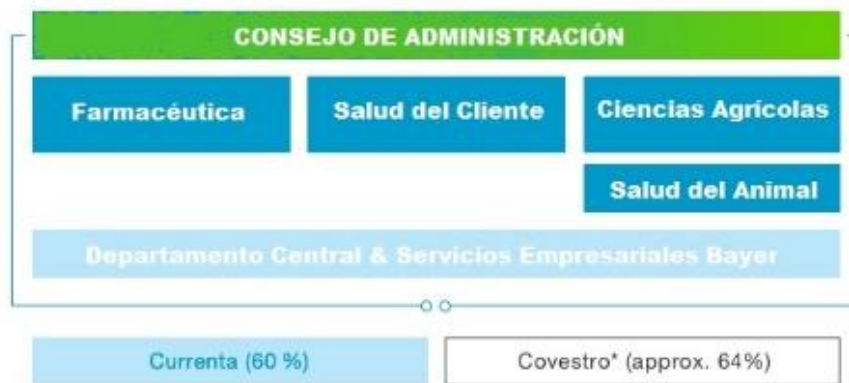 CONSEJO DE ADMINISTRACIÓN
Farmacéutica
Salud del Cliente
Ciencias Agrícolas
Salud del Animal
Departamento Central & Servicios Empresariales Bayer
Currenta (60 %)
Covestro* (approx. 64%)